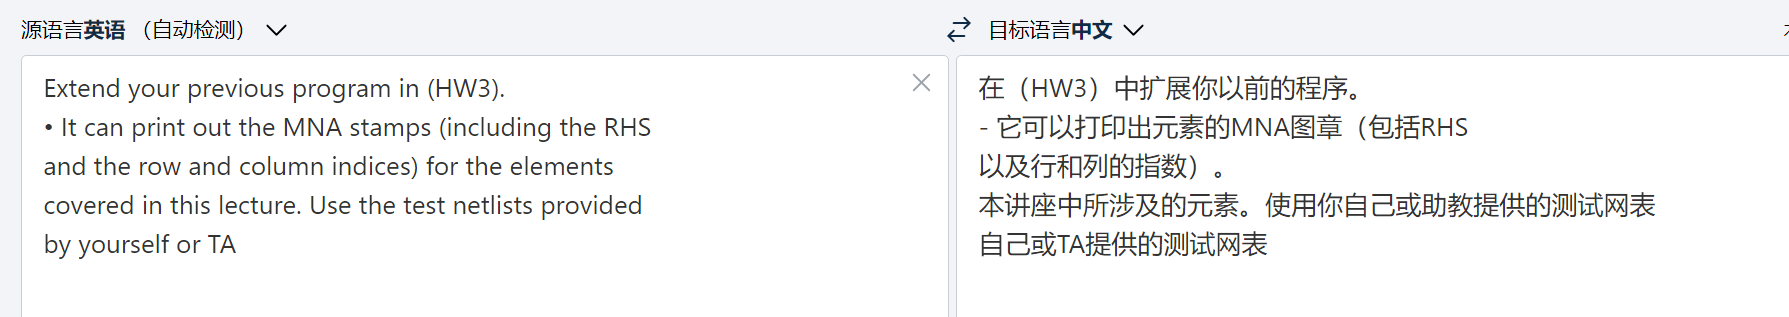 源语言英语 （自动检测）
目标语言中文
Extend your previous program in (HW3).
• It can print out the MNA stamps (including the RHS
and the row and column indices) for the elements
covered in this lecture. Use the test netlists provided
by yourself or TA
在（HW3）中扩展你以前的程序。
- 它可以打印出元素的MNA图章（包括RHS
以及行和列的指数）。
本讲座中所涉及的元素。使用你自己或助教提供的测试网表
自己或TA提供的测试网表